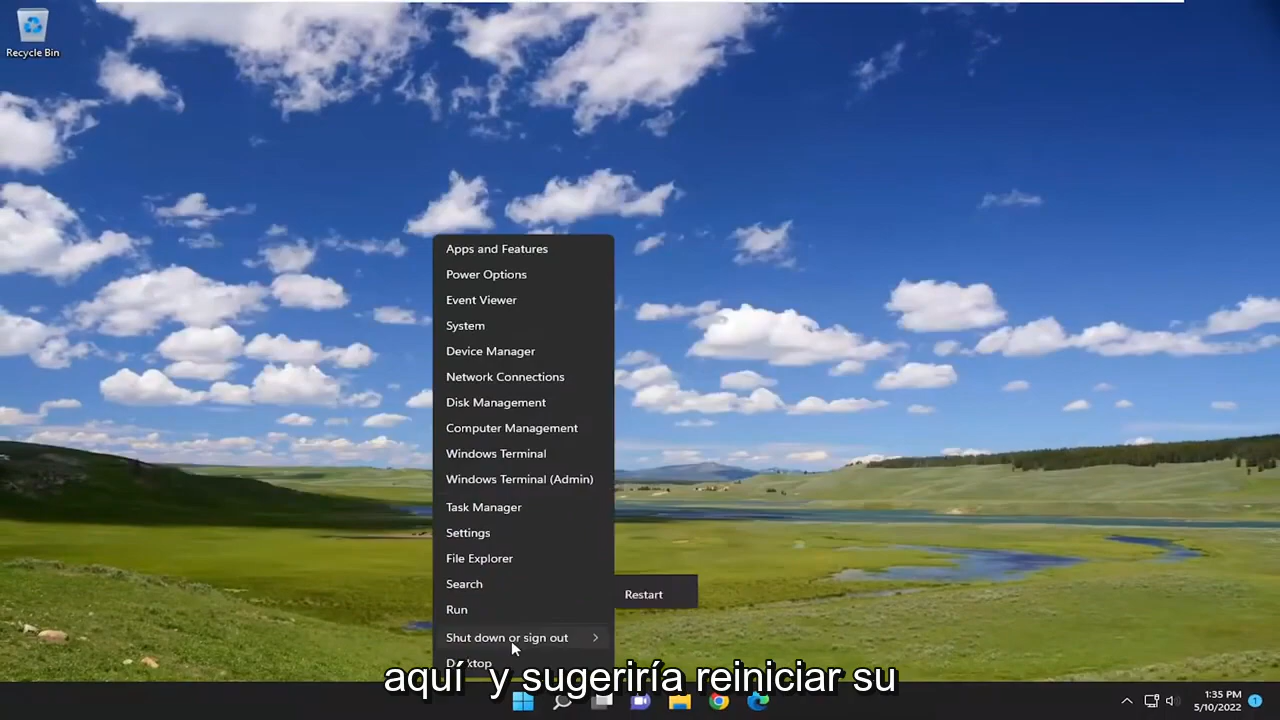 Recycle Bin
Apps and Features
Power Options
Event Viewer
System
Device Manager
Network Connections
Disk Management
Computer Management
Windows Terminal
Windows Terminal (Admin)
Task Manager
Settings
File Explorer
Search
Run
Restart
Shut down or sign out
Desktop
aquí y sugeriría reiniciar su
1:35 PM
5/10/2022
1